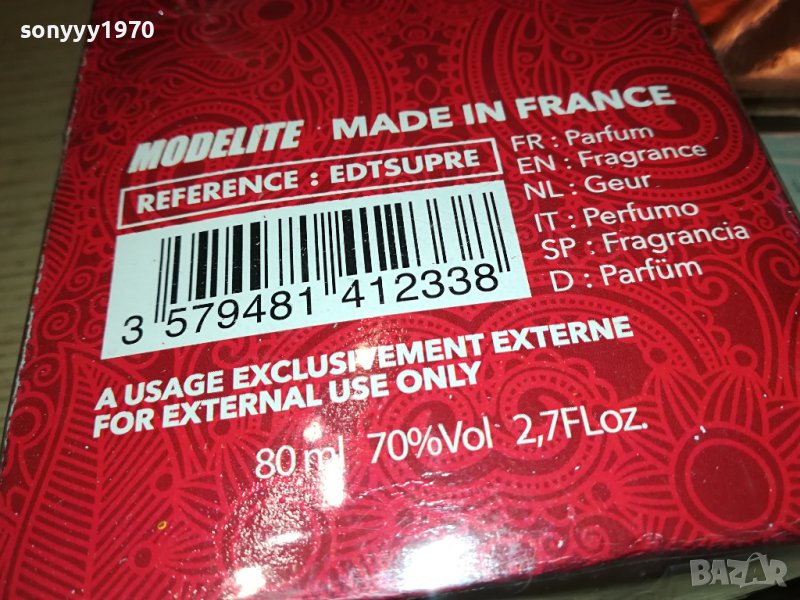 sonyyy1970
MODELITE MADE IN FRANCE
REFERENCE : EDTSUPRE
3 579481 412338
FR : Parfum
EN : Fragrance
NL : Geur
IT : Perfumo
SP : Fragrancia
D : Parfüm
A USAGE EXCLUSIVEMENT EXTERNE
FOR EXTERNAL USE ONLY
80 ml 70%Vol 2,7FLoz.
BAZAR